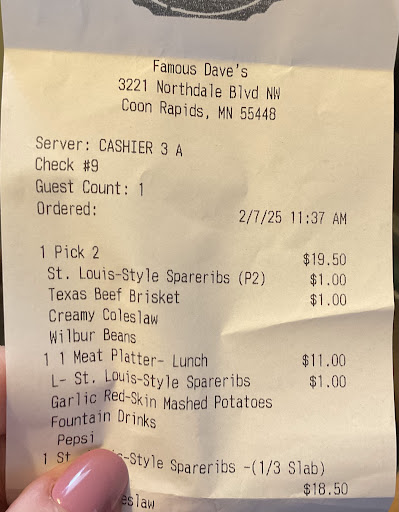 Famous Dave's
3221 Northdale Blvd NW
Coon Rapids, MN 55448
Server: CASHIER 3 A
Check #9
Guest Count: 1
Ordered: 2/7/25 11:37 AM
1 Pick 2 $19.50
St. Louis-Style Spareribs (P2) $1.00
Texas Beef Brisket $1.00
Creamy Coleslaw
Wilbur Beans
1 1 Meat Platter- Lunch $11.00
L- St. Louis-Style Spareribs $1.00
Garlic Red-Skin Mashed Potatoes
Fountain Drinks
Pepsi
1 St -Style Spareribs -(1/3 Slab)
$18.50
eslaw